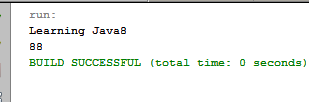 run:
Learning Java8
88
BUILD SUCCESSFUL (total time: 0 seconds)